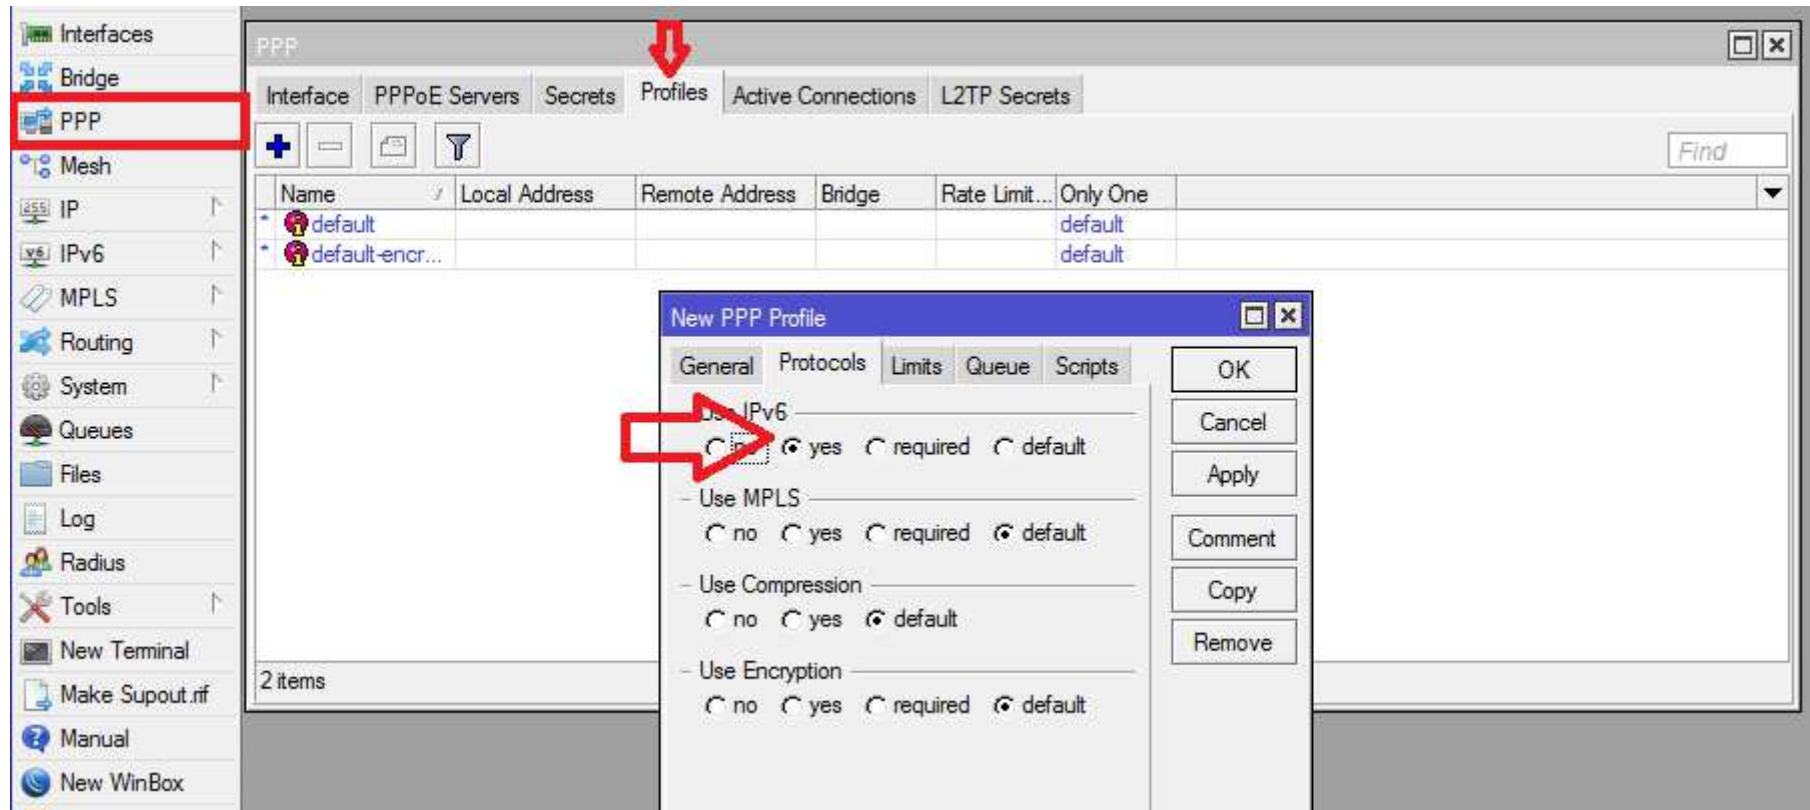 Interfaces
Bridge
PPP
Mesh
IP
IPv6
MPLS
Routing
System
Queues
Files
Log
Radius
Tools
New Terminal
Make Supout.rif
Manual
New WinBox
PPP
Interface PPPoE Servers Secrets Profiles Active Connections L2TP Secrets
Find
Name Local Address Remote Address Bridge Rate Limit... Only One
default default
default-encr... default
2 items
New PPP Profile
General Protocols Limits Queue Scripts
Use IPv6
no yes required default
Use MPLS
no yes required default
Use Compression
no yes default
Use Encryption
no yes required default
OK
Cancel
Apply
Comment
Copy
Remove